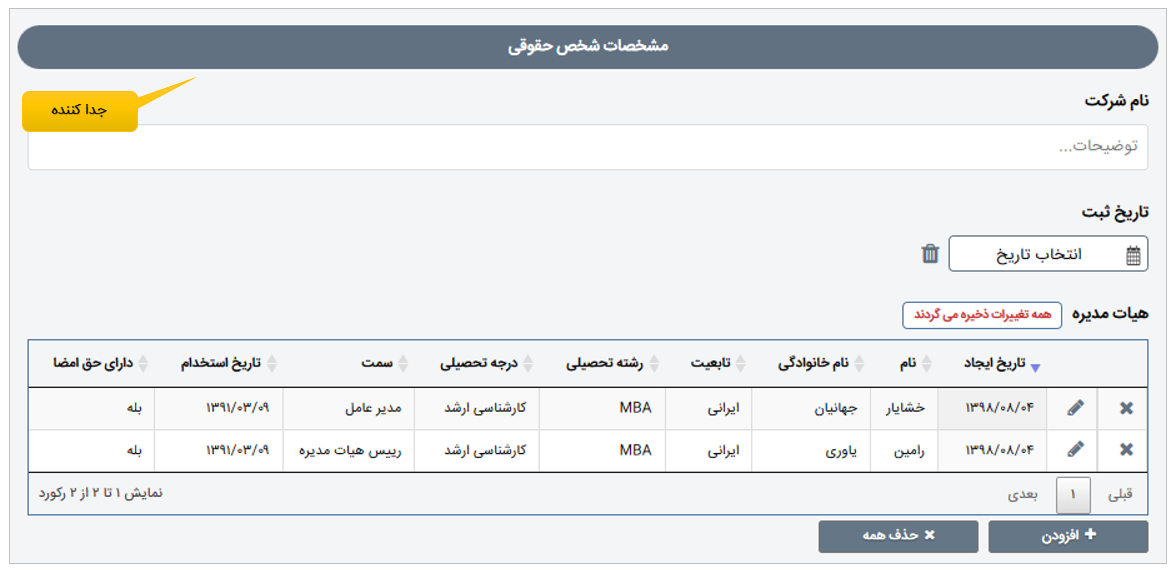 مشخصات شخص حقوقی
جدا کننده
نام شرکت
توضیحات...
تاریخ ثبت
انتخاب تاریخ
هیات مدیره همه تغییرات ذخیره می گردند
تاریخ ایجاد نام نام خانوادگی تابعیت رشته تحصیلی درجه تحصیلی سمت تاریخ استخدام دارای حق امضا
۱۳۹۸/۰۸/۰۴ خشایار جهانیان ایرانی MBA کارشناسی ارشد مدیر عامل ۱۳۹۱/۰۳/۰۹ بله
۱۳۹۸/۰۸/۰۴ رامین یاوری ایرانی MBA کارشناسی ارشد رییس هیات مدیره ۱۳۹۱/۰۳/۰۹ بله
قبلی ۱ بعدی نمایش ۱ تا ۲ از ۲ رکورد
افزودن حذف همه